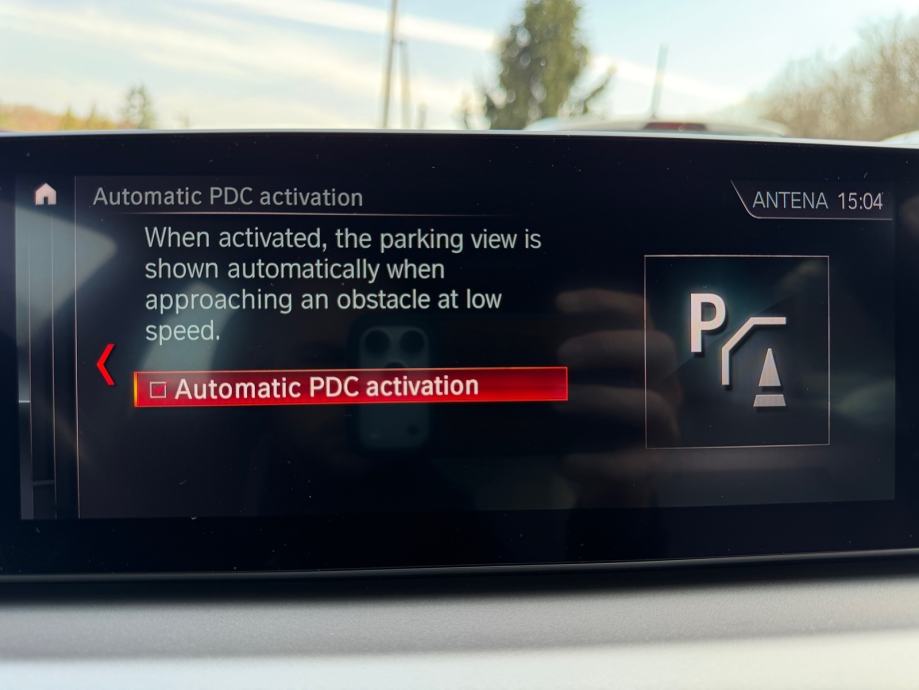 Automatic PDC activation
ANTENA 15:04
When activated, the parking view is
shown automatically when
approaching an obstacle at low
speed.
Automatic PDC activation
P